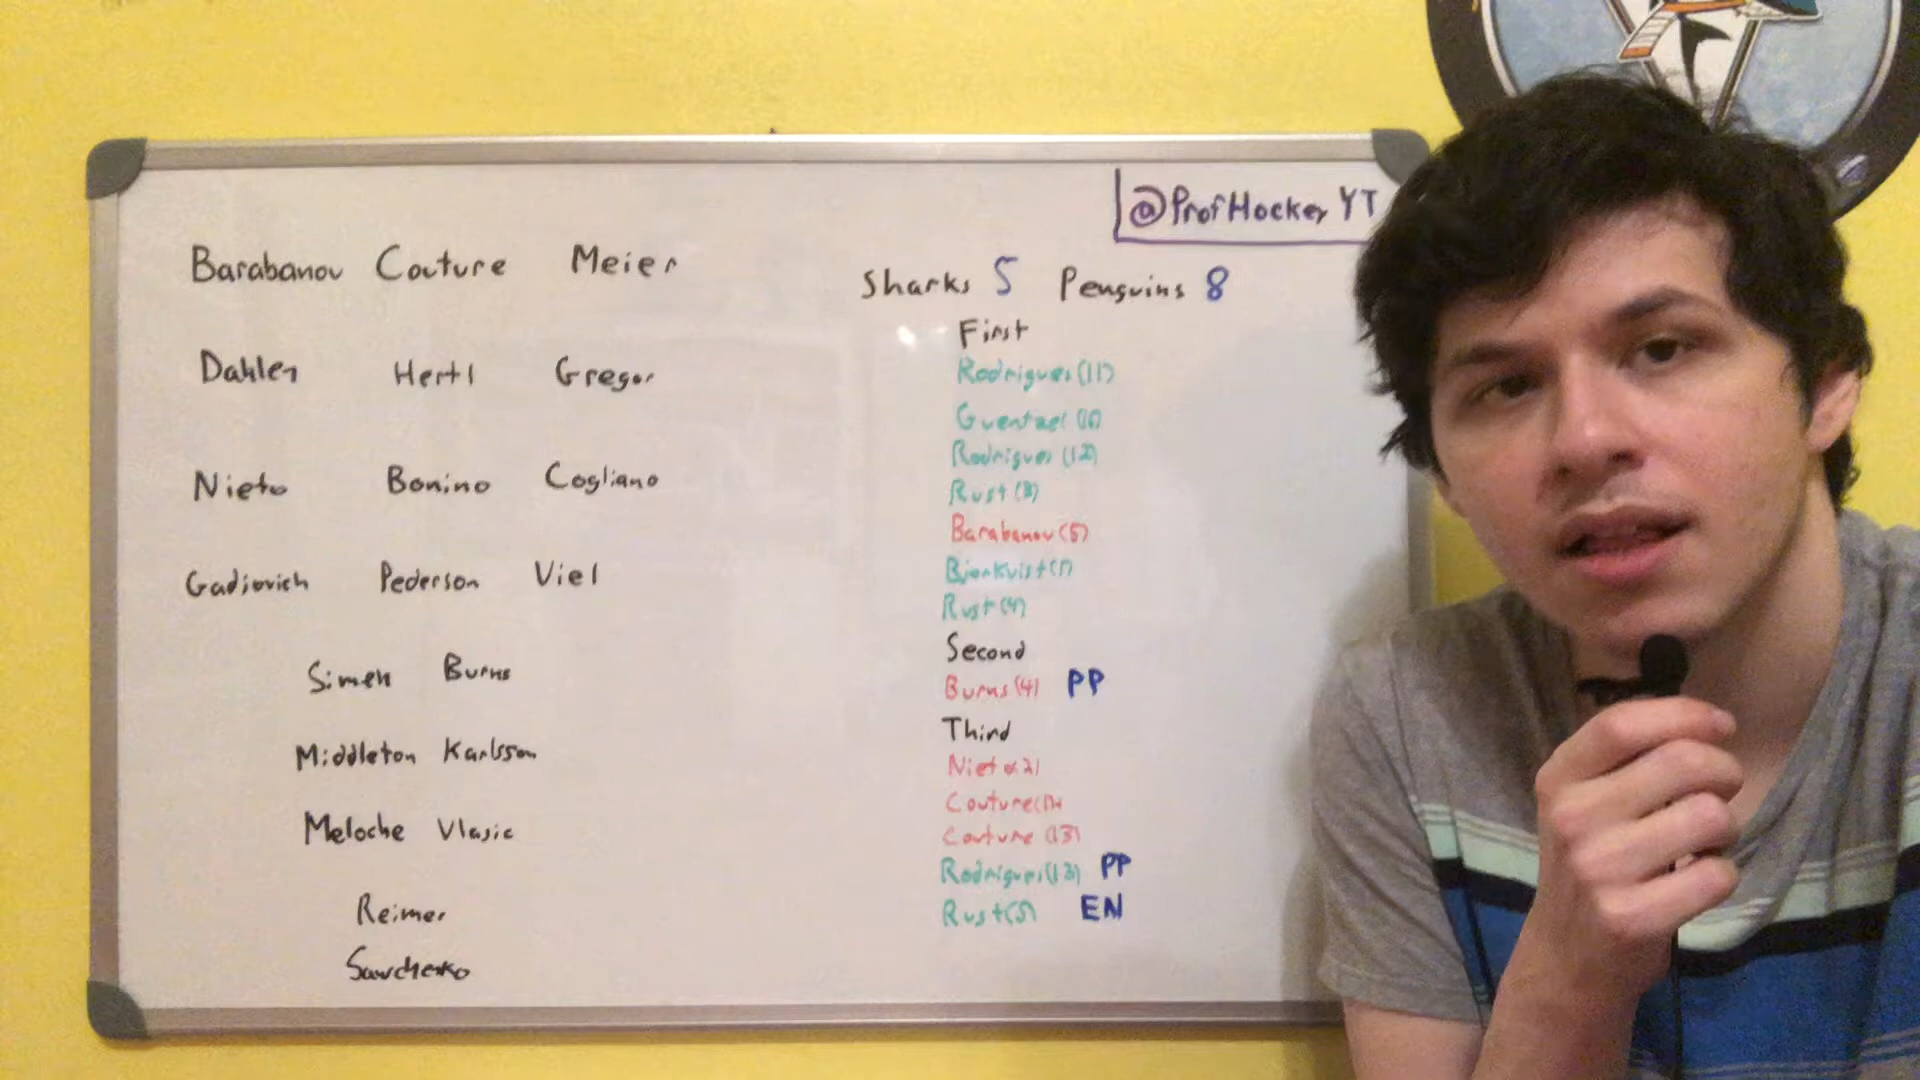 @ProfHockeyYT
Barabanov Couture Meier
Dahlen Hertl Gregor
Nieto Bonino Cogliano
Gadjovich Pederson Viel
Simek Burns
Middleton Karlsson
Meloche Vlasic
Reimer
Sawchenko
Sharks 5 Penguins 8
First
Rodrigues (11)
Guentzel
Rodrigues (12)
Rust (3)
Barabanov (5)
Bjorkvist (1)
Rust (4)
Second
Burns (4) PP
Third
Nieto (2)
Couture
Couture (13)
Rodrigues (13) PP
Rust (5) EN